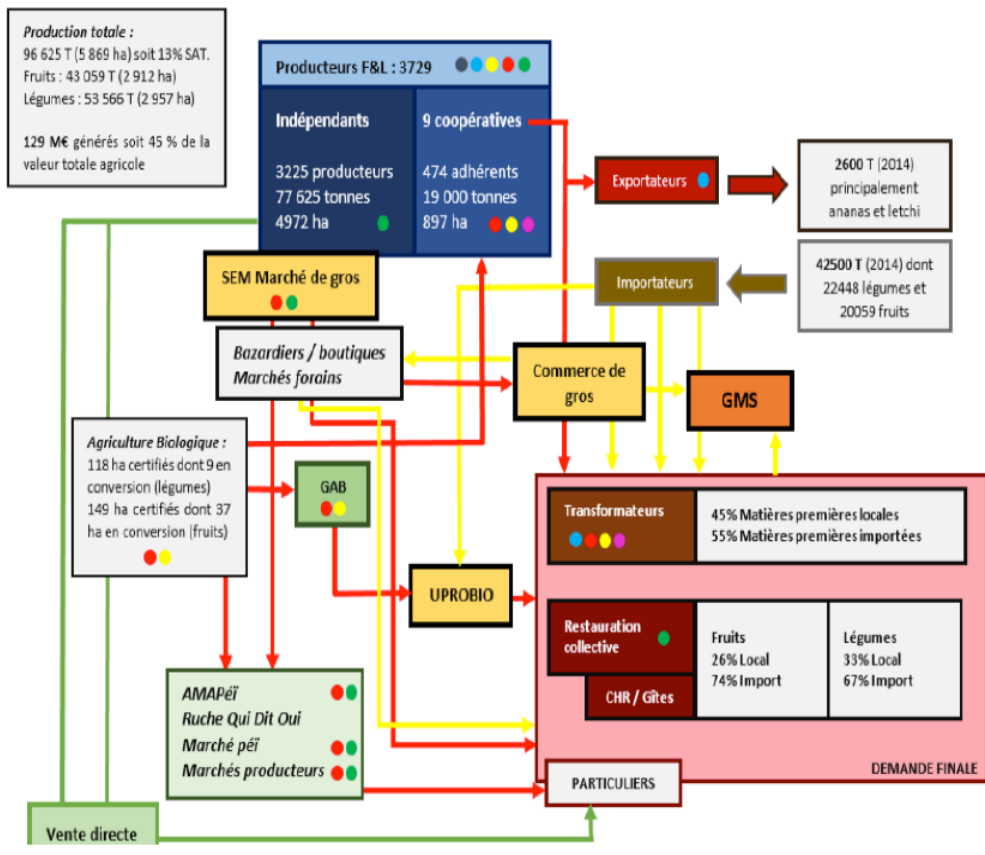 Production totale :
96 625 T (5 869 ha) soit 13% SAT.
Fruits : 43 059 T (2 912 ha)
Légumes : 53 566 T (2 957 ha)
129 M€ générés soit 45 % de la
valeur totale agricole
Producteurs F&L : 3729
Indépendants
3225 producteurs
77 625 tonnes
4972 ha
9 coopératives
474 adhérents
19 000 tonnes
897 ha
Exportateurs
2600 T (2014)
principalement
ananas et letchi
SEM Marché de gros
Importateurs
42500 T (2014) dont
22448 légumes et
20059 fruits
Bazardiers / boutiques
Marchés forains
Commerce de
gros
GMS
Agriculture Biologique :
118 ha certifiés dont 9 en
conversion (légumes)
149 ha certifiés dont 37
ha en conversion (fruits)
GAB
Transformateurs
45% Matières premières locales
55% Matières premières importées
UPROBIO
Restauration
collective
CHR / Gîtes
Fruits
26% Local
74% Import
Légumes
33% Local
67% Import
AMAPéï
Ruche Qui Dit Oui
Marché péï
Marchés producteurs
DEMANDE FINALE
PARTICULIERS
Vente directe